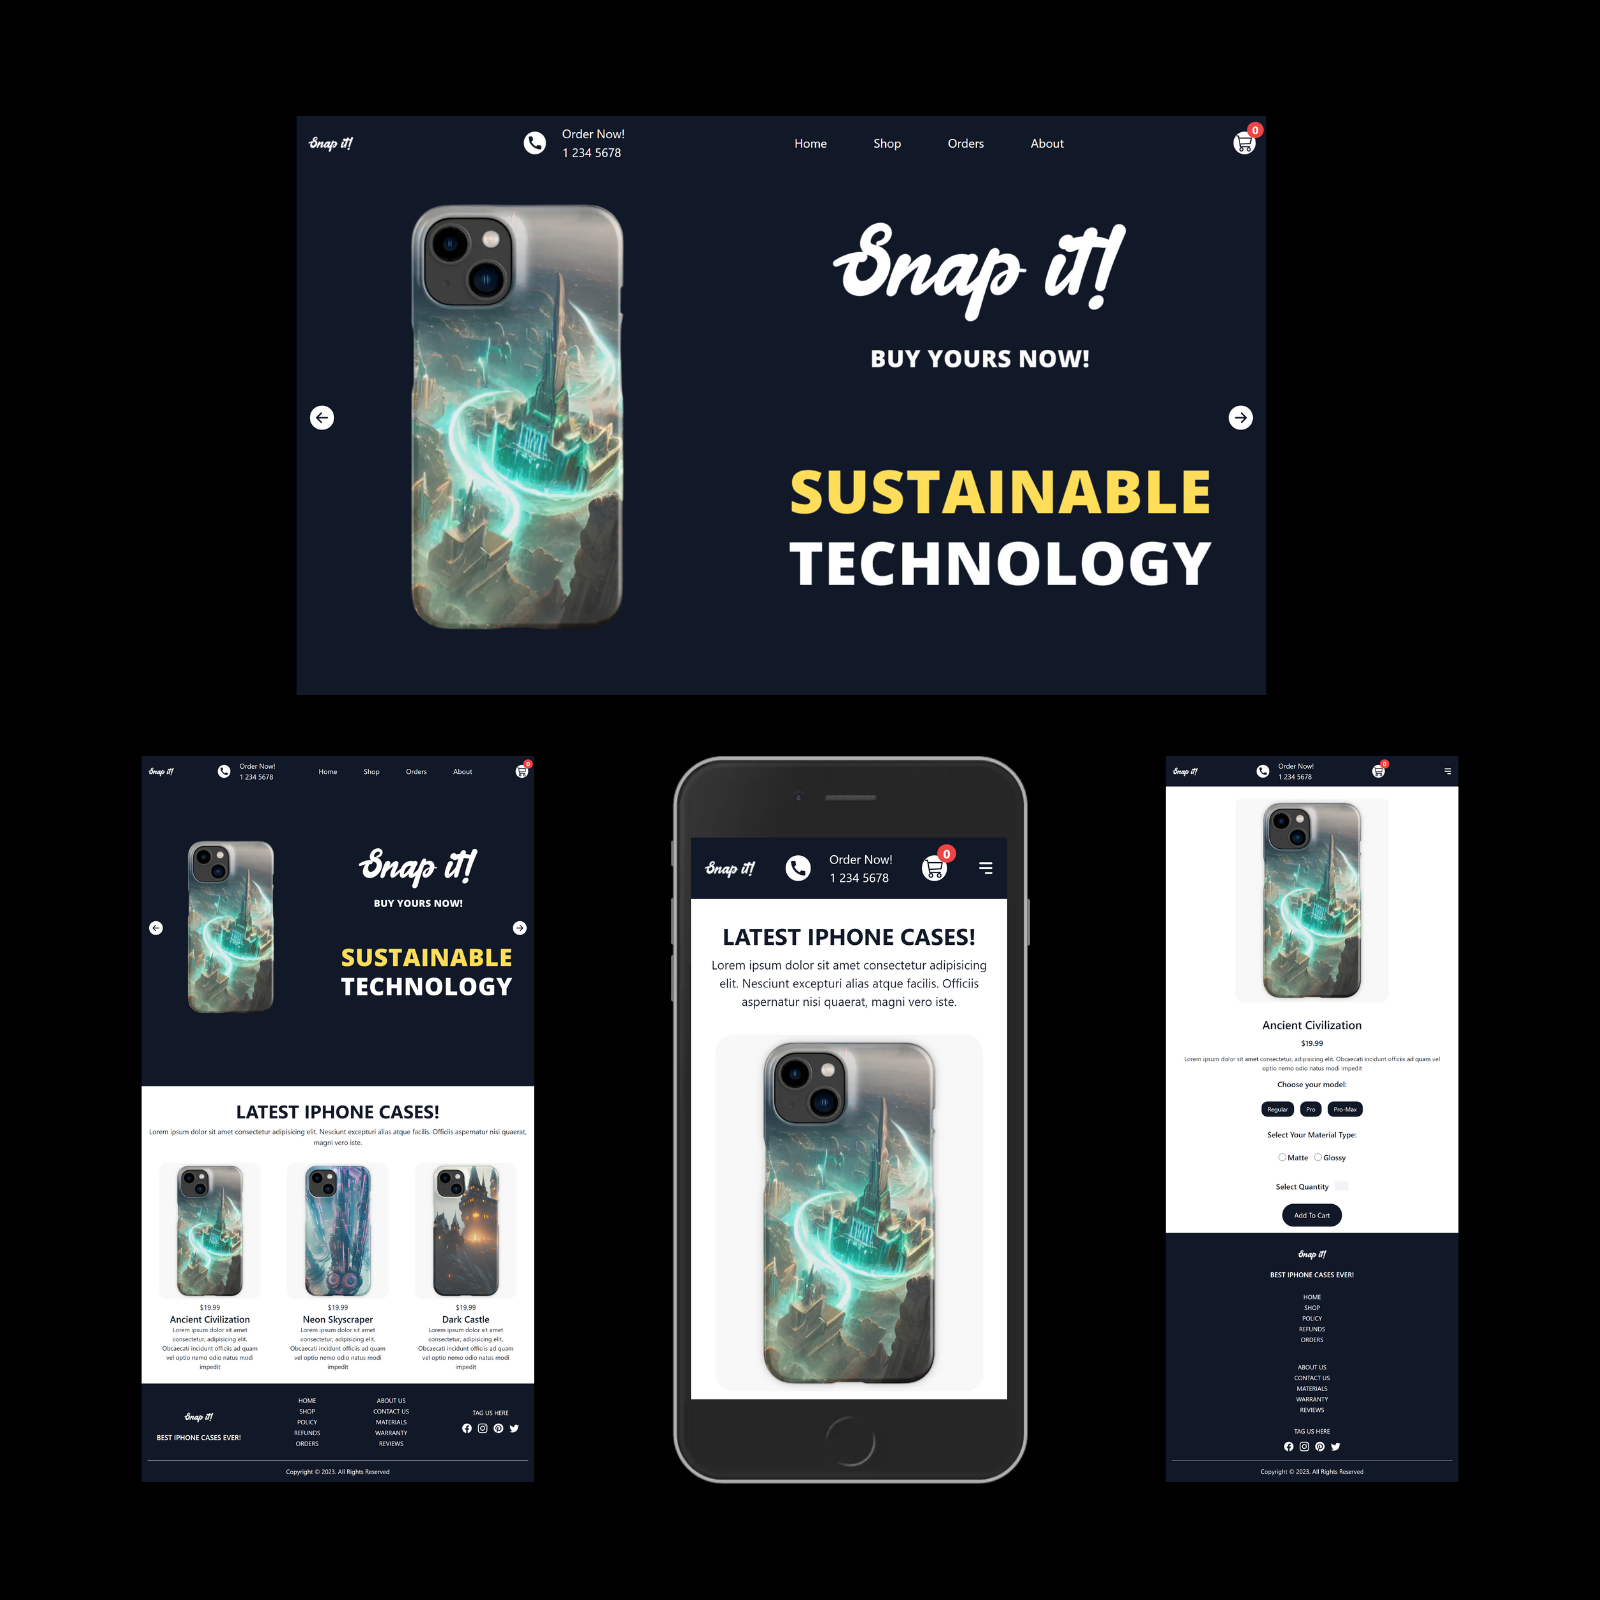 Snap it!
Order Now!
1 234 5678
Home
Shop
Orders
About
0
Snap it!
BUY YOURS NOW!
SUSTAINABLE
TECHNOLOGY
Snap it!
Order Now!
1 234 5678
Home
Shop
Orders
About
0
Snap it!
BUY YOURS NOW!
SUSTAINABLE
TECHNOLOGY
LATEST IPHONE CASES!
Lorem ipsum dolor sit amet consectetur adipisicing elit. Nesciunt excepturi alias atque facilis. Officiis aspernatur nisi quaerat,
magni vero iste.
$19.99
Ancient Civilization
Lorem ipsum dolor sit amet
consectetur, adipisicing elit.
Obcaecati incidunt officiis ad quam
vel optio nemo odio natus modi
impedit
$19.99
Neon Skyscraper
Lorem ipsum dolor sit amet
consectetur, adipisicing elit.
Obcaecati incidunt officiis ad quam
vel optio nemo odio natus modi
impedit
$19.99
Dark Castle
Lorem ipsum dolor sit amet
consectetur, adipisicing elit.
Obcaecati incidunt officiis ad quam
vel optio nemo odio natus modi
impedit
Snap it!
BEST IPHONE CASES EVER!
HOME
SHOP
POLICY
REFUNDS
ORDERS
ABOUT US
CONTACT US
MATERIALS
WARRANTY
REVIEWS
TAG US HERE
Copyright © 2023. All Rights Reserved
Snap it!
Order Now!
1 234 5678
0
LATEST IPHONE CASES!
Lorem ipsum dolor sit amet consectetur adipisicing
elit. Nesciunt excepturi alias atque facilis. Officiis
aspernatur nisi quaerat, magni vero iste.
Snap it!
Order Now!
1 234 5678
0
Ancient Civilization
$19.99
Lorem ipsum dolor sit amet consectetur, adipisicing elit. Obcaecati incidunt officiis ad quam vel
optio nemo odio natus modi impedit
Choose your model:
Regular
Pro
Pro-Max
Select Your Material Type:
Matte
Glossy
Select Quantity
Add To Cart
Snap it!
BEST IPHONE CASES EVER!
HOME
SHOP
POLICY
REFUNDS
ORDERS
ABOUT US
CONTACT US
MATERIALS
WARRANTY
REVIEWS
TAG US HERE
Copyright © 2023. All Rights Reserved